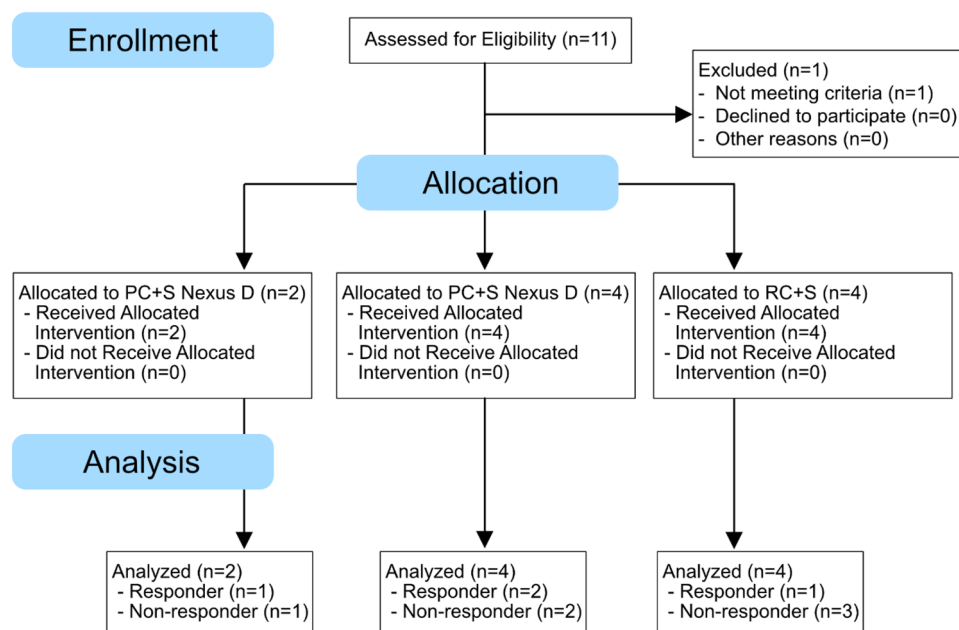 Enrollment
Assessed for Eligibility (n=11)
Excluded (n=1)
- Not meeting criteria (n=1)
- Declined to participate (n=0)
- Other reasons (n=0)
Allocation
Allocated to PC+S Nexus D (n=2)
- Received Allocated
Intervention (n=2)
- Did not Receive Allocated
Intervention (n=0)
Allocated to PC+S Nexus D (n=4)
- Received Allocated
Intervention (n=4)
- Did not Receive Allocated
Intervention (n=0)
Allocated to RC+S (n=4)
- Received Allocated
Intervention (n=4)
- Did not Receive Allocated
Intervention (n=0)
Analysis
Analyzed (n=2)
- Responder (n=1)
- Non-responder (n=1)
Analyzed (n=4)
- Responder (n=2)
- Non-responder (n=2)
Analyzed (n=4)
- Responder (n=1)
- Non-responder (n=3)